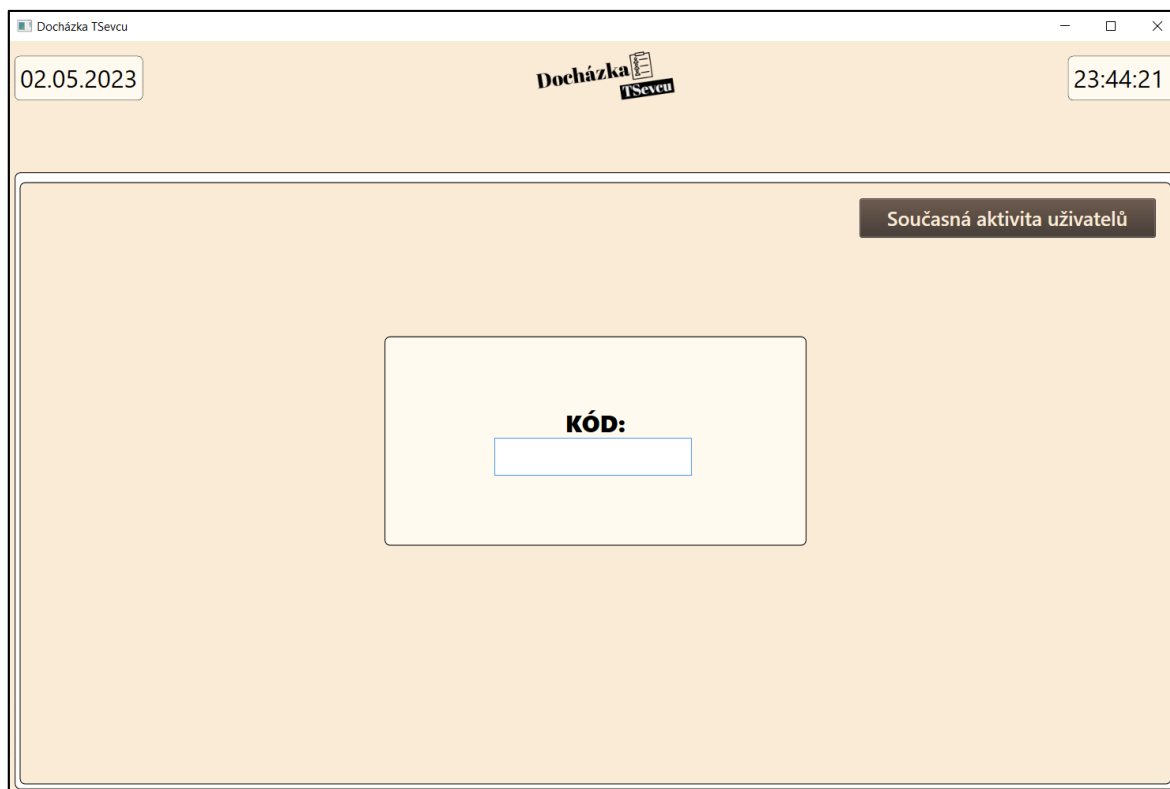 Docházka TSevcu
02.05.2023
Docházka
TSevcu
23:44:21
Současná aktivita uživatelů
KÓD: